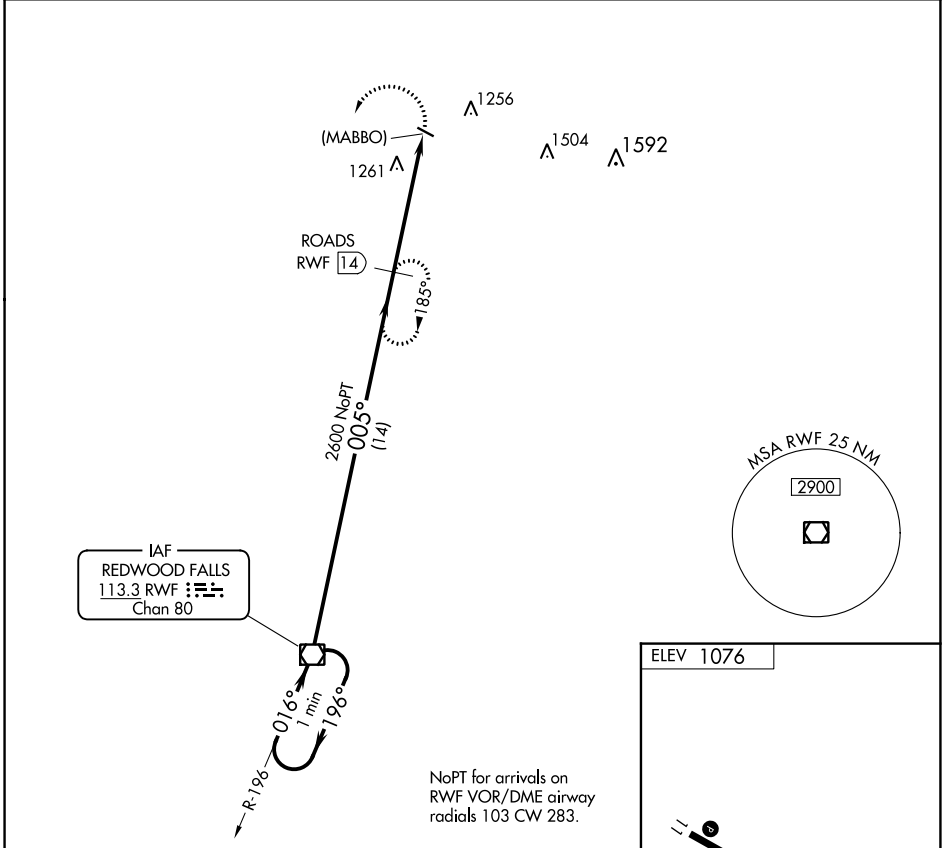 1256
(MABBO)
1504
1592
1261
ROADS
RWF 14
185°
2600 NoPT
005°
(14)
MSA RWF 25 NM
2900
IAF
REDWOOD FALLS
113.3 RWF
Chan 80
ELEV 1076
016°
1 min
196°
R-196
NoPT for arrivals on
RWF VOR/DME airway
radials 103 CW 283.
11
P